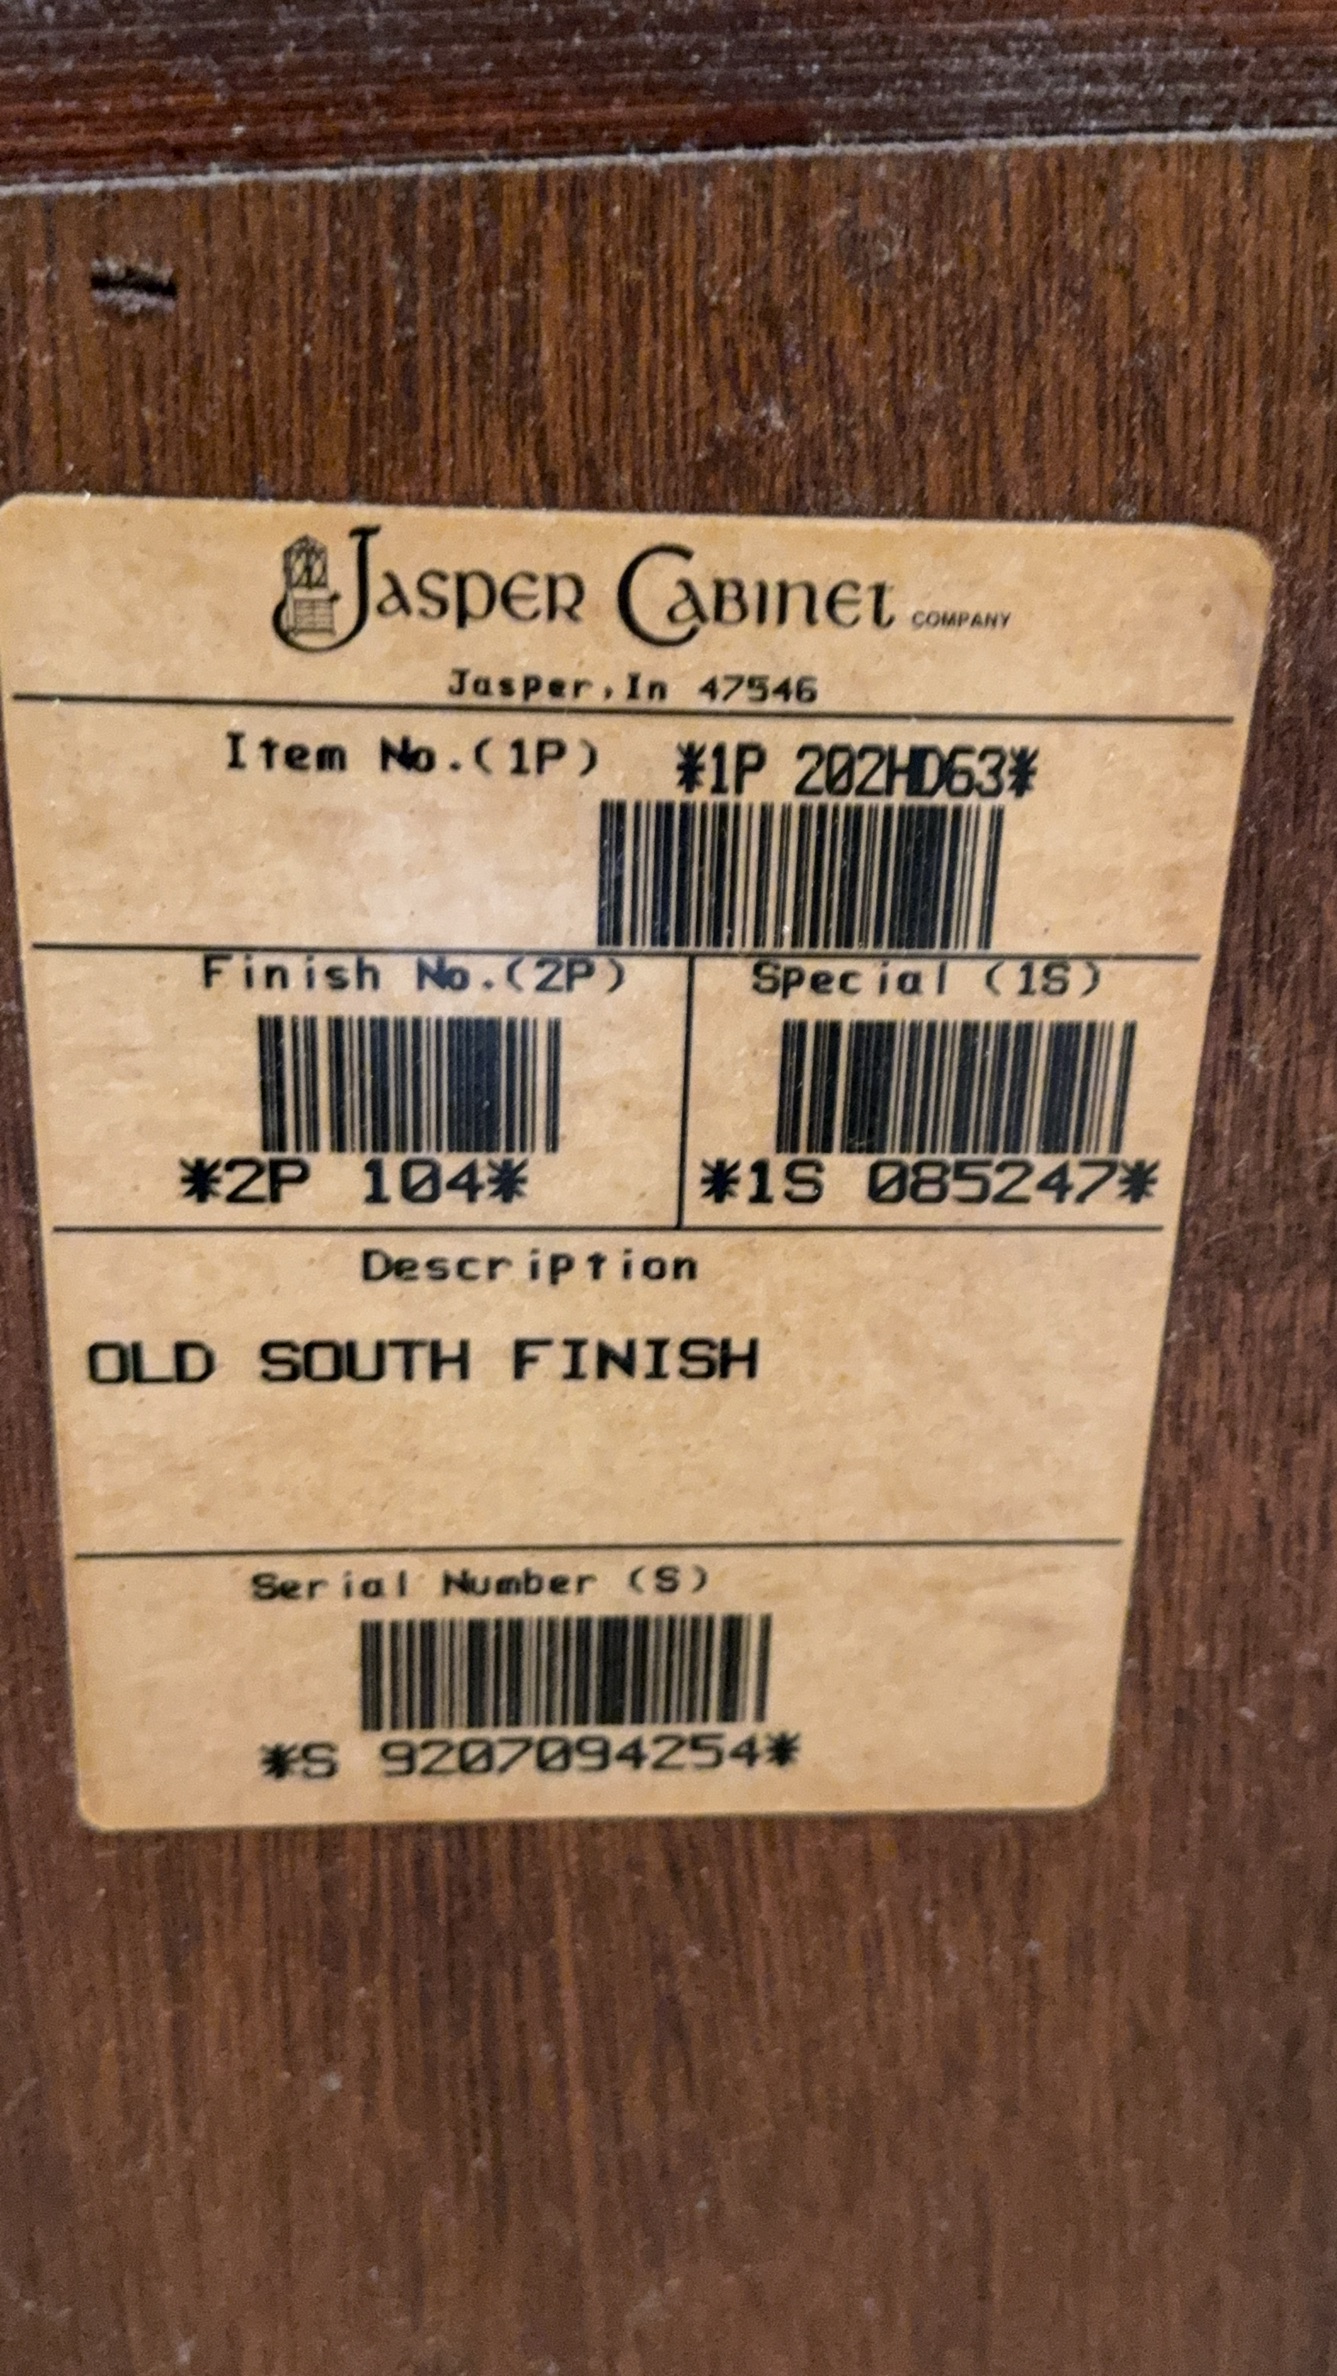 JASPER CABINET COMPANY
Jasper,In 47546
Item No.(1P) *1P 202HD63*
Finish No.(2P) Special (1S)
*2P 104* *1S 085247*
Description
OLD SOUTH FINISH
Serial Number (S)
*S 9207094254*